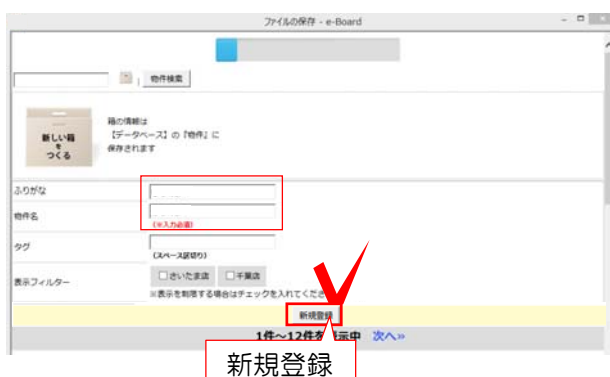 ファイルの保存 - e-Board
物件検索
新しい箱
を
つくる
箱の情報は
【データベース】の『物件』に
保存されます
ふりがな
物件名
(※入力必須)
タグ
(スペース区切り)
表示フィルター
さいたま店 千葉店
※表示を制限する場合はチェックを入れてくださ
新規登録
1件～12件を表示中 次へ»
新規登録